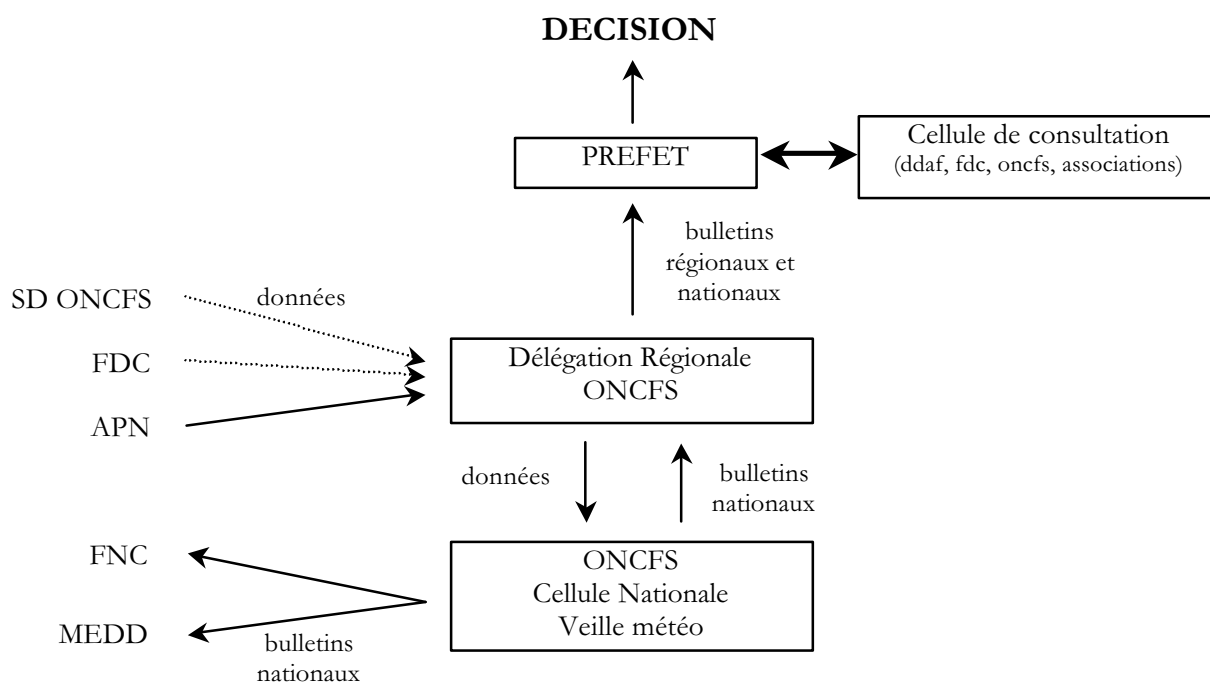 DECISION
PREFET
Cellule de consultation
(ddaf, fdc, oncfs, associations)
bulletins
régionaux et
nationaux
SD ONCFS
données
FDC
APN
Délégation Régionale
ONCFS
données
bulletins
nationaux
FNC
MEDD
bulletins
nationaux
ONCFS
Cellule Nationale
Veille météo